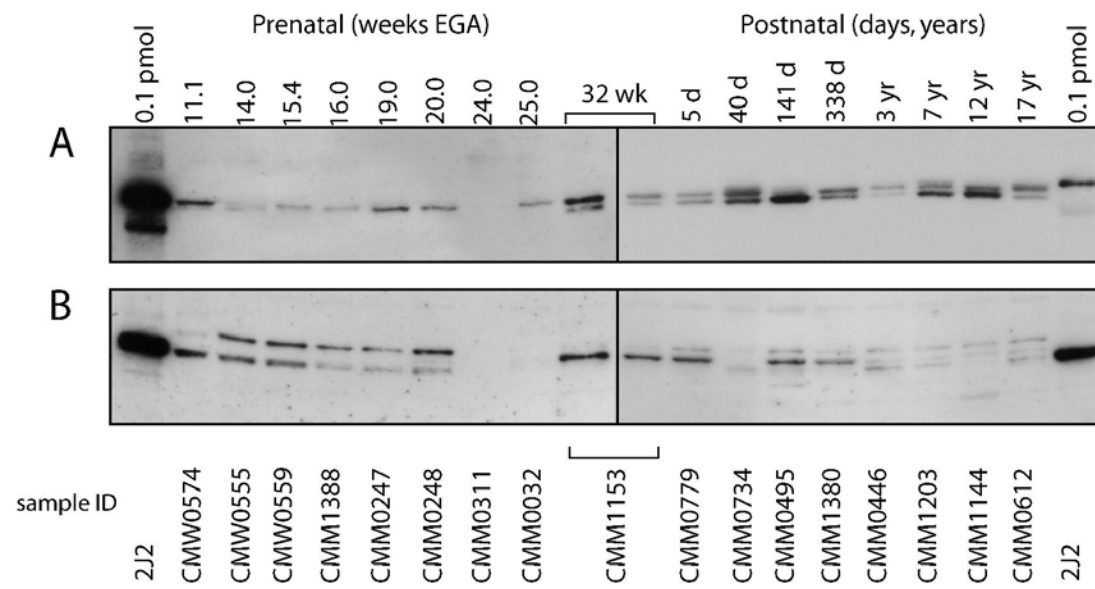 Prenatal (weeks EGA)
Postnatal (days, years)
0.1 pmol
11.1
14.0
15.4
16.0
19.0
20.0
24.0
25.0
32 wk
5 d
40 d
141 d
338 d
3 yr
7 yr
12 yr
17 yr
0.1 pmol
A
B
sample ID
2J2
CMW0574
CMW0555
CMW0559
CMM1388
CMM0247
CMM0248
CMM0311
CMM0032
CMM1153
CMM0779
CMM0734
CMM0495
CMM1380
CMM0446
CMM1203
CMM1144
CMM0612
2J2